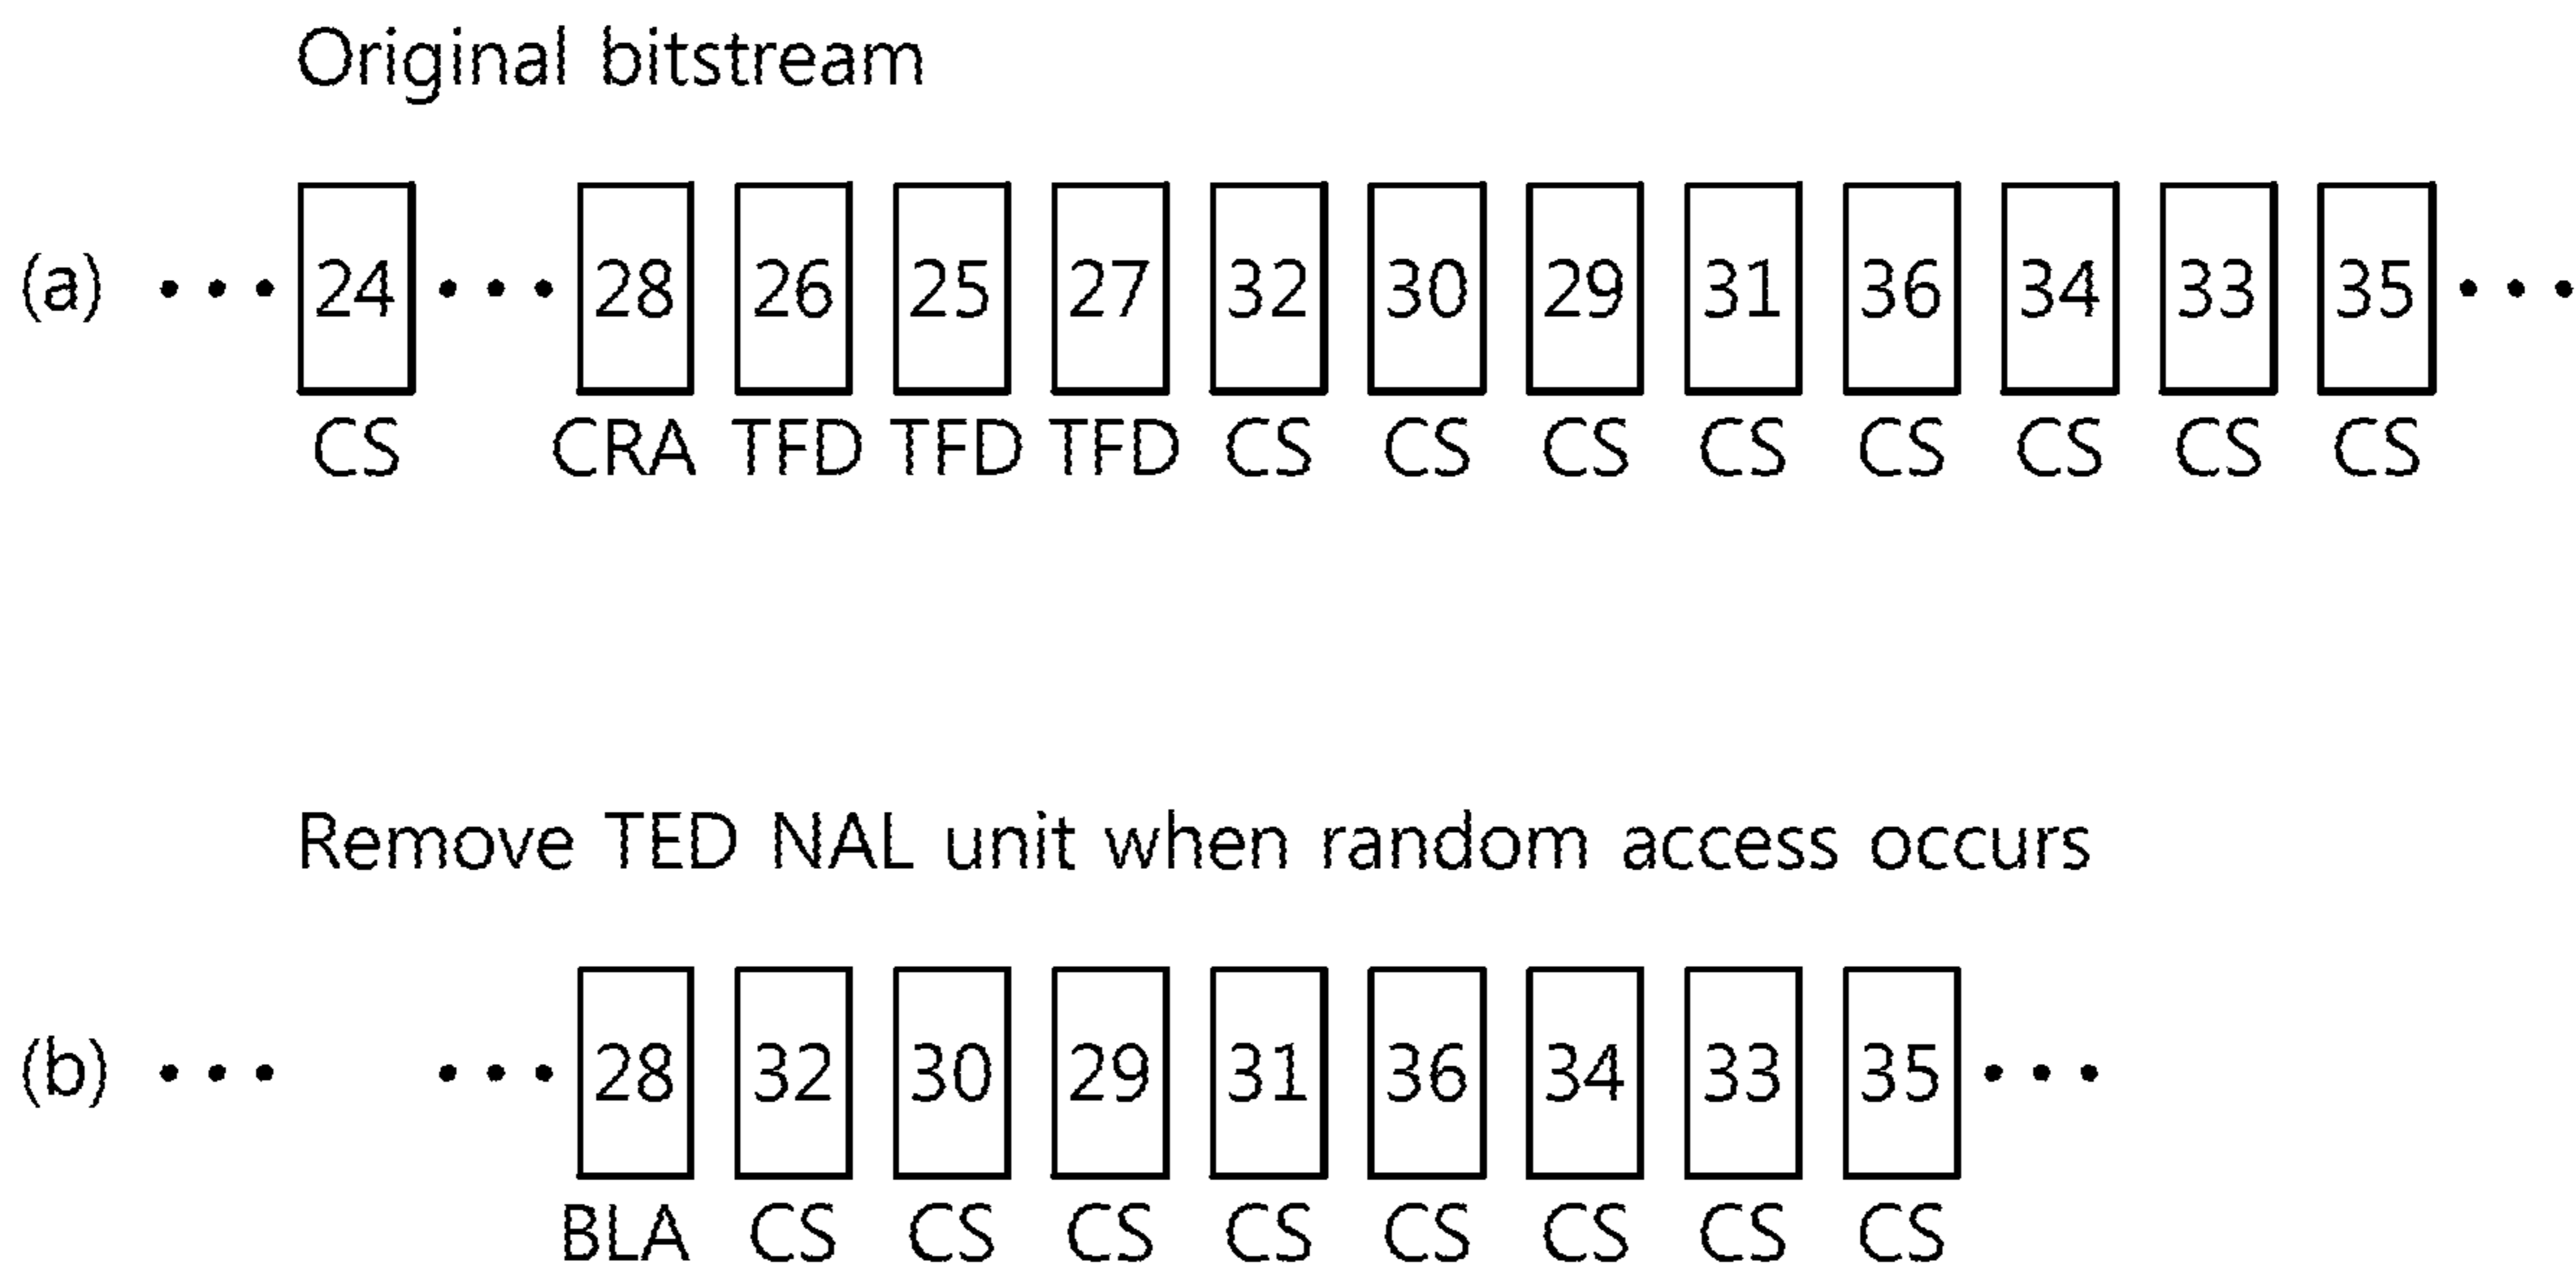 Original bitstream
(a) ••• 24 ••• 28 26 25 27 32 30 29 31 36 34 33 35 •••
CS CRA TFD TFD TFD CS CS CS CS CS CS CS CS
Remove TED NAL unit when random access occurs
(b) ••• ••• 28 32 30 29 31 36 34 33 35 •••
BLA CS CS CS CS CS CS CS CS